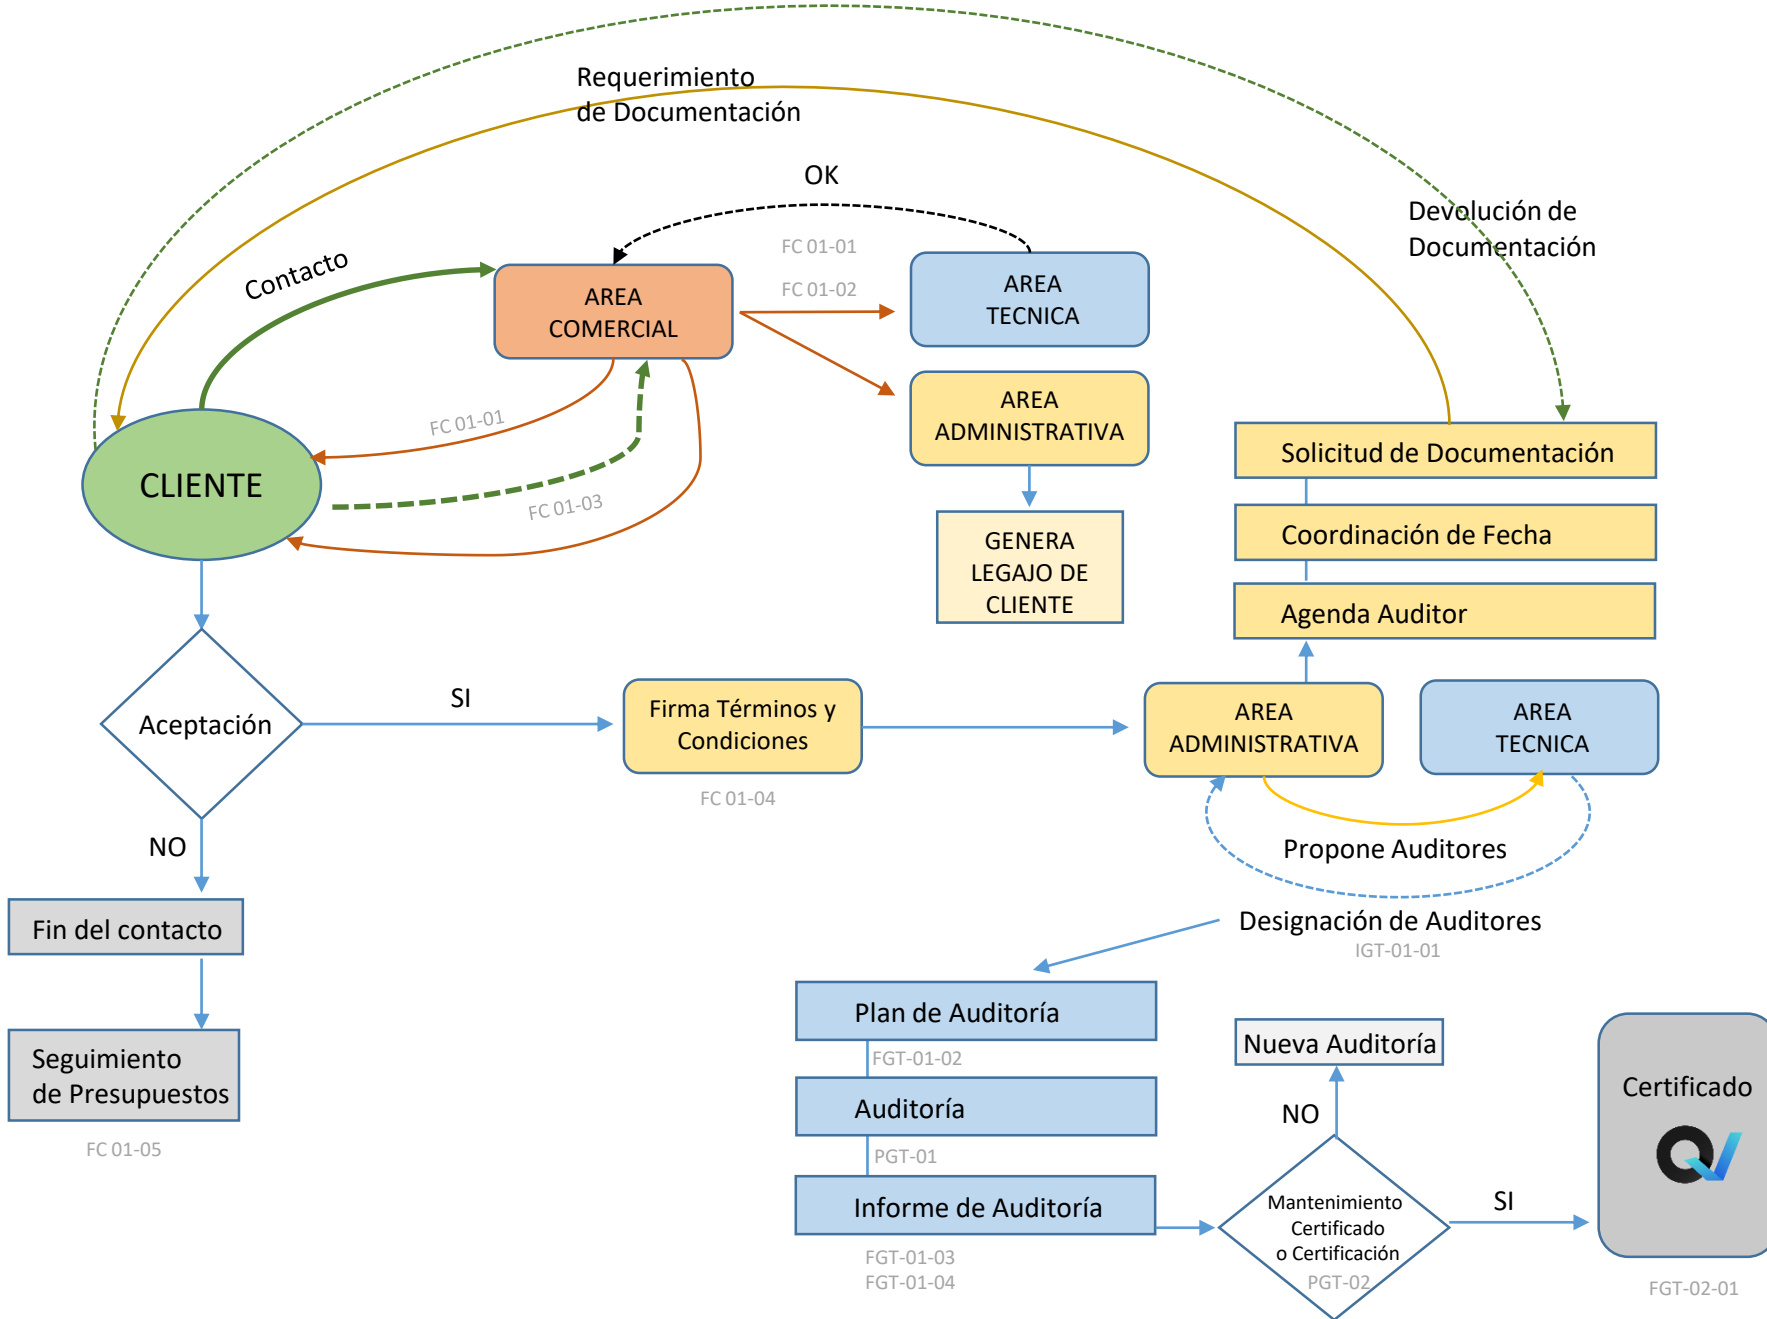 Requerimiento
de Documentación
OK
Devolución de
Documentación
Contacto
FC 01-01
FC 01-02
AREA
COMERCIAL
AREA
TECNICA
AREA
ADMINISTRATIVA
FC 01-01
FC 01-03
CLIENTE
GENERA
LEGAJO DE
CLIENTE
Solicitud de Documentación
Coordinación de Fecha
Agenda Auditor
Aceptación
SI
Firma Términos y
Condiciones
FC 01-04
AREA
ADMINISTRATIVA
AREA
TECNICA
Propone Auditores
Designación de Auditores
IGT-01-01
NO
Fin del contacto
Seguimiento
de Presupuestos
FC 01-05
Plan de Auditoría
FGT-01-02
Auditoría
PGT-01
Informe de Auditoría
FGT-01-03
FGT-01-04
Nueva Auditoría
NO
Mantenimiento
Certificado
o Certificación
PGT-02
SI
Certificado
QV
FGT-02-01